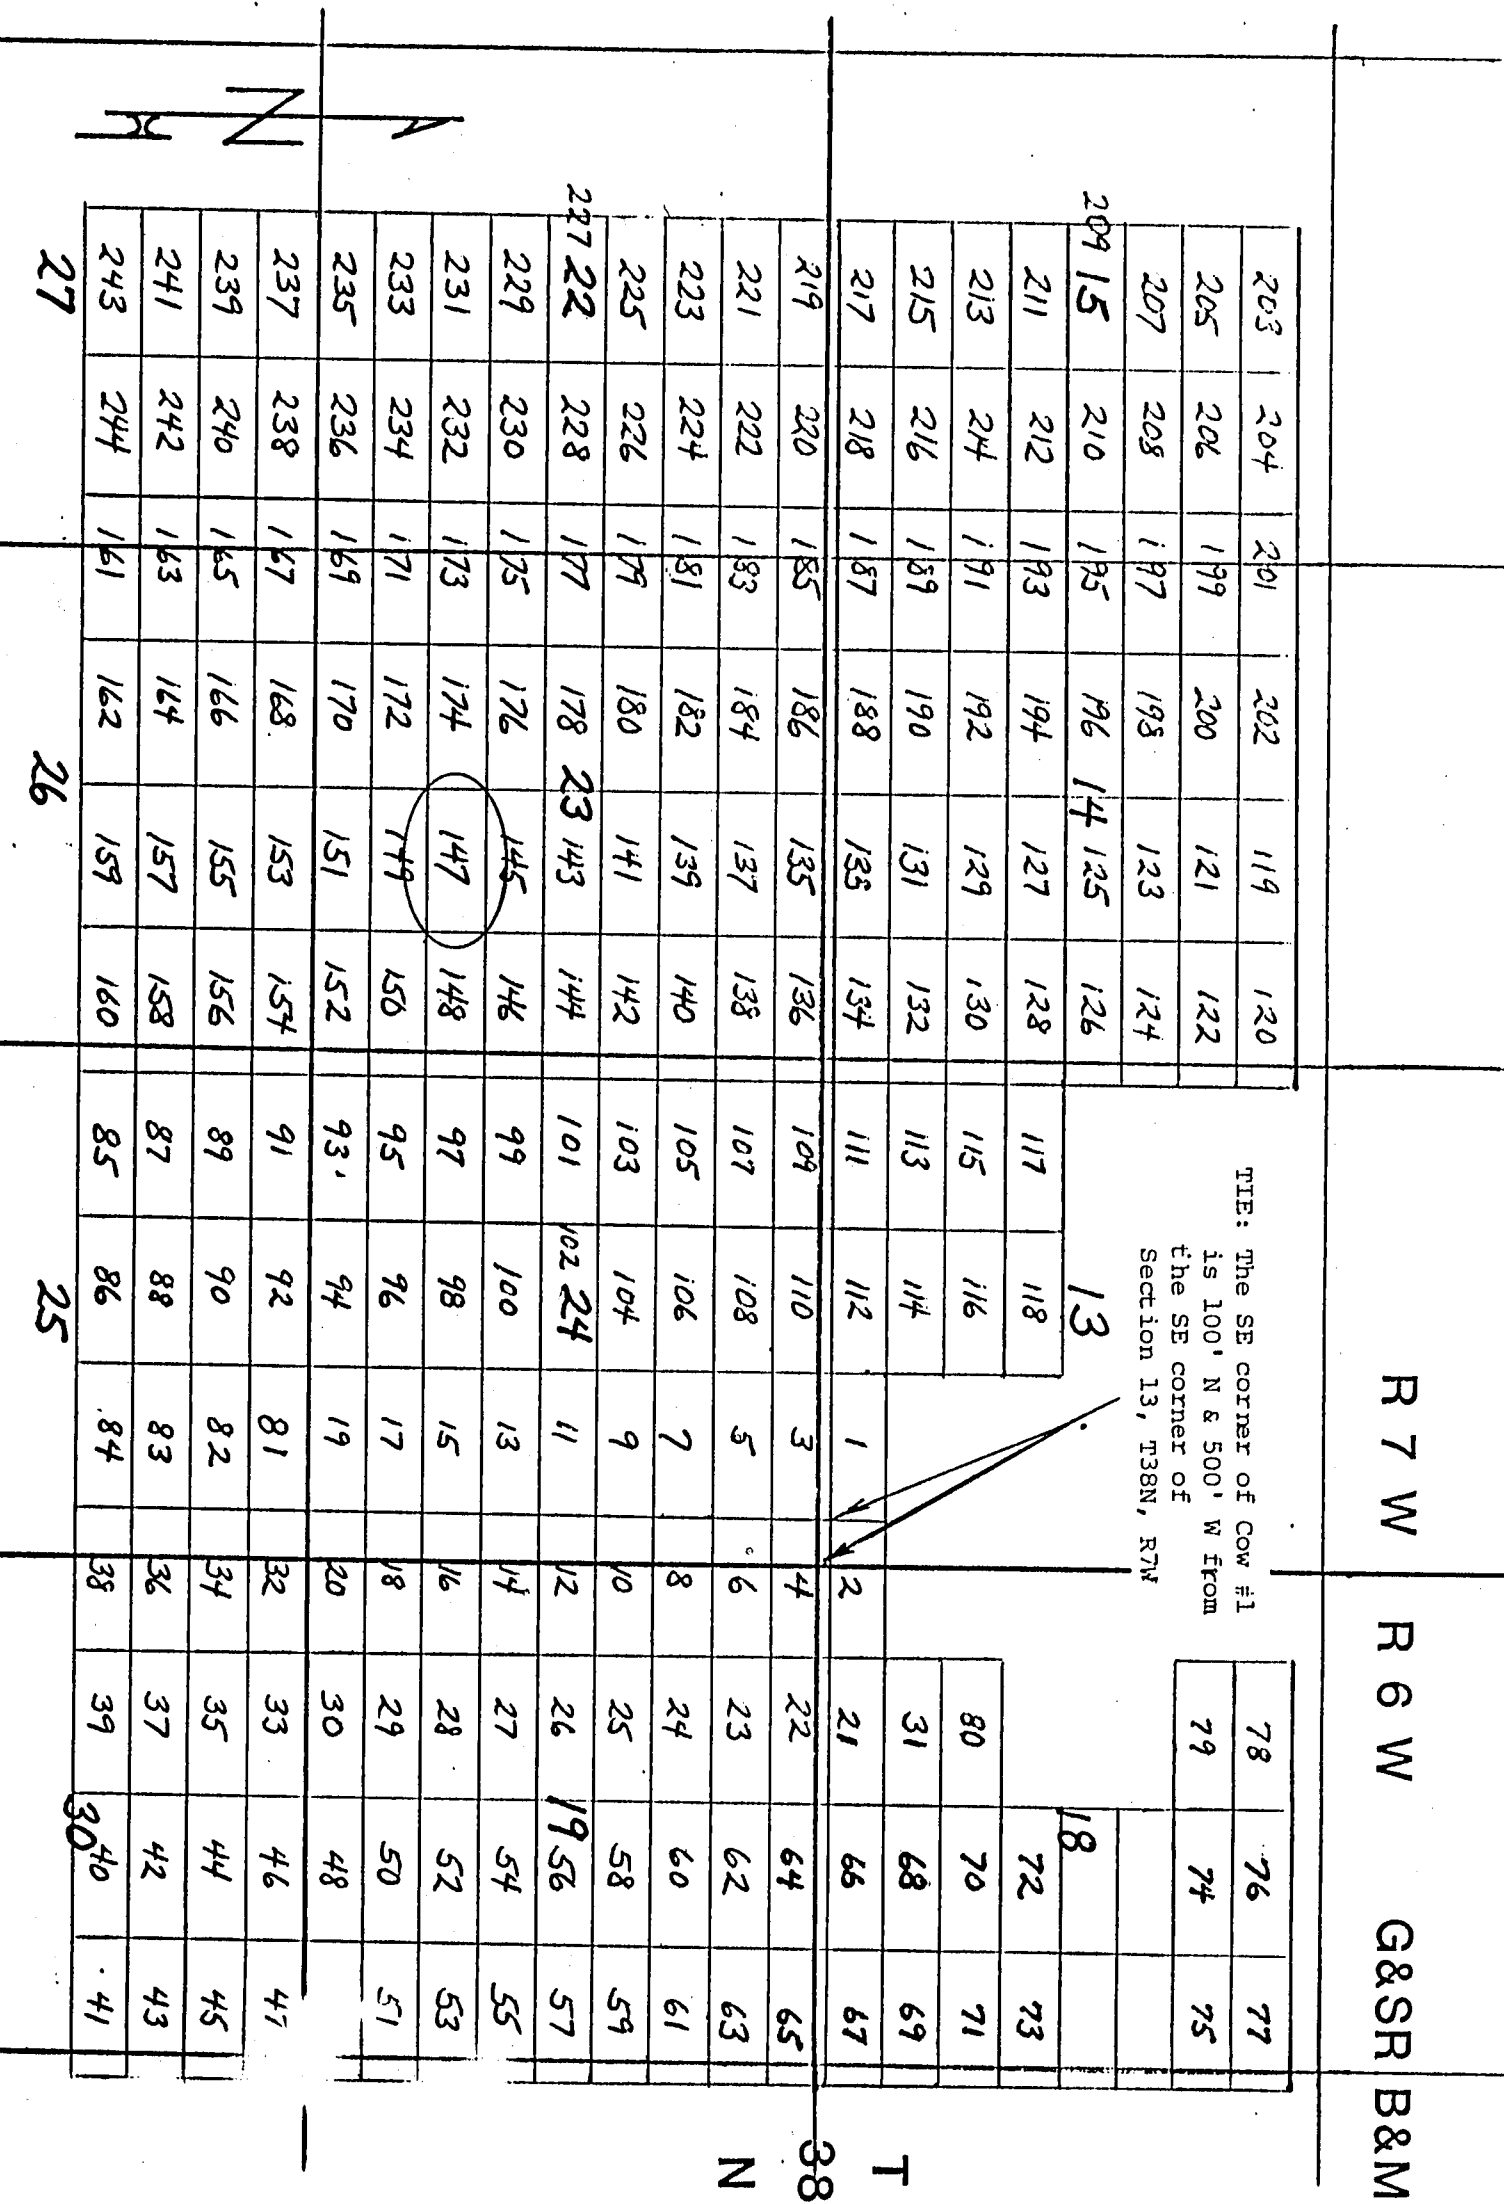 R 7 W R 6 W G&SR B&M
TIE: The SE corner of Cow #1
is 100' N & 500' W from
the SE corner of
Section 13, T38N, R7W
203 204 201 202 119 120 78 76 77
205 206 199 200 121 122 79 74 75
207 208 197 198 123 124
209 15 210 195 196 14 125 126 13 18
211 212 193 194 127 128 117 118 72 73
213 214 191 192 129 130 115 116 80 70 71
215 216 189 190 131 132 113 114 31 68 69
217 218 187 188 133 134 111 112 1 2 21 66 67 T
219 220 185 186 135 136 109 110 3 4 22 64 65 38
221 222 183 184 137 138 107 108 5 6 23 62 63 N
223 224 181 182 139 140 105 106 7 8 24 60 61
225 226 179 180 141 142 103 104 9 10 25 58 59
227 22 228 177 178 23 143 144 101 102 24 11 12 26 19 56 57
229 230 175 176 145 146 99 100 13 14 27 54 55
231 232 173 174 147 148 97 98 15 16 28 52 53
233 234 171 172 149 150 95 96 17 18 29 50 51
235 236 169 170 151 152 93 94 19 20 30 48
237 238 167 168 153 154 91 92 81 32 33 46 47
239 240 165 166 155 156 89 90 82 34 35 44 45
241 242 163 164 157 158 87 88 83 36 37 42 43
243 244 161 162 159 160 85 86 84 38 39 40 41
27 26 25 30
N